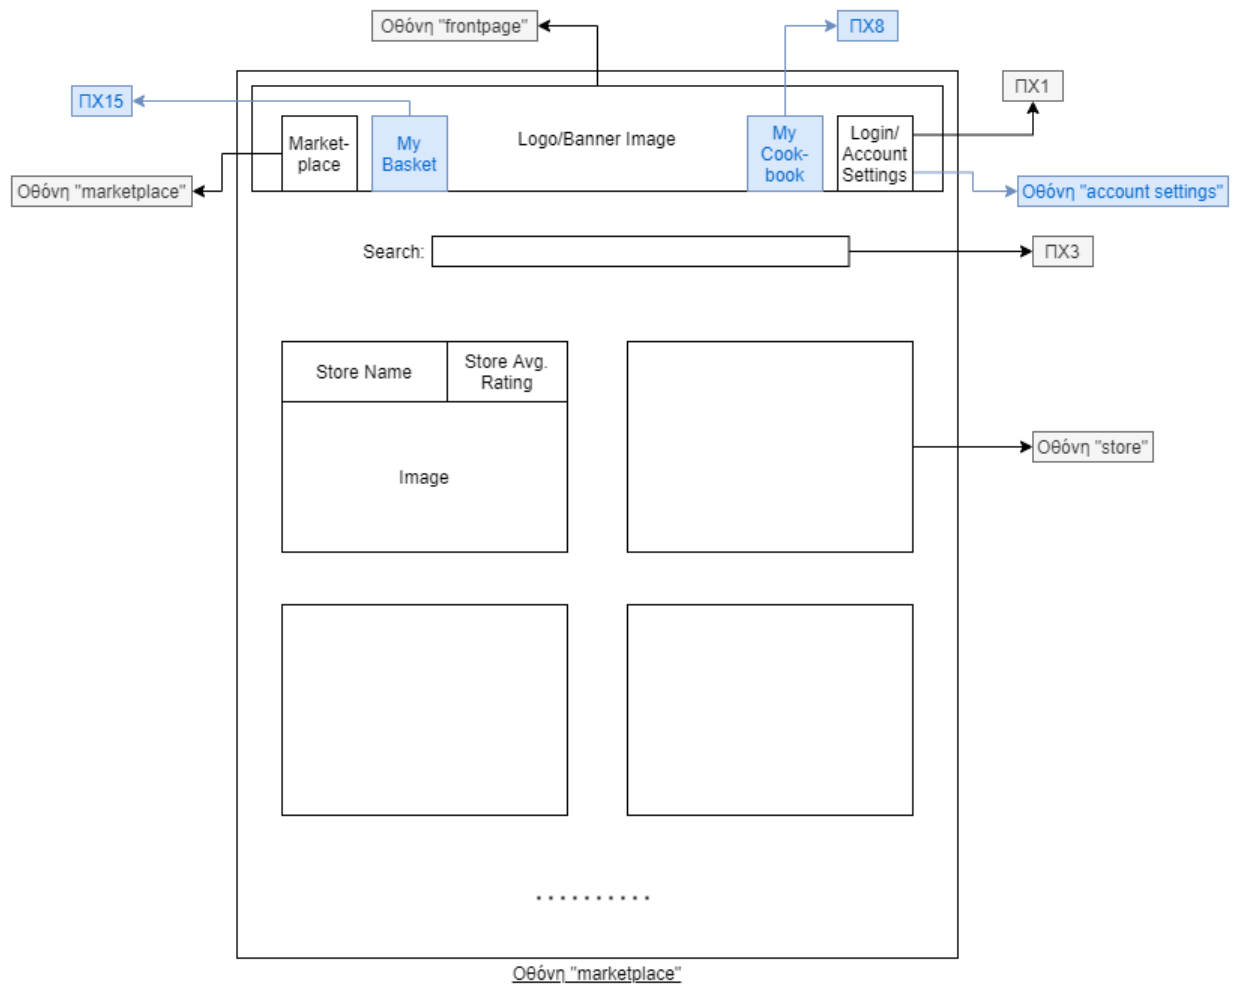 Οθόνη "frontpage"
ΠΧ8
ΠΧ15
ΠΧ1
Market-
place
My
Basket
Logo/Banner Image
My
Cook-
book
Login/
Account
Settings
Οθόνη "marketplace"
Οθόνη "account settings"
Search:
ΠΧ3
Store Name
Store Avg.
Rating
Image
Οθόνη "store"
..........
Οθόνη "marketplace"